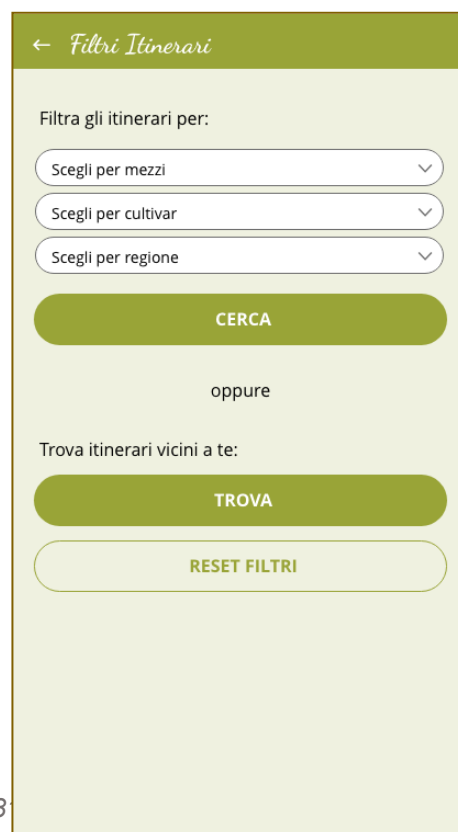 Filtri Itinerari
Filtra gli itinerari per:
Scegli per mezzi
Scegli per cultivar
Scegli per regione
CERCA
oppure
Trova itinerari vicini a te:
TROVA
RESET FILTRI